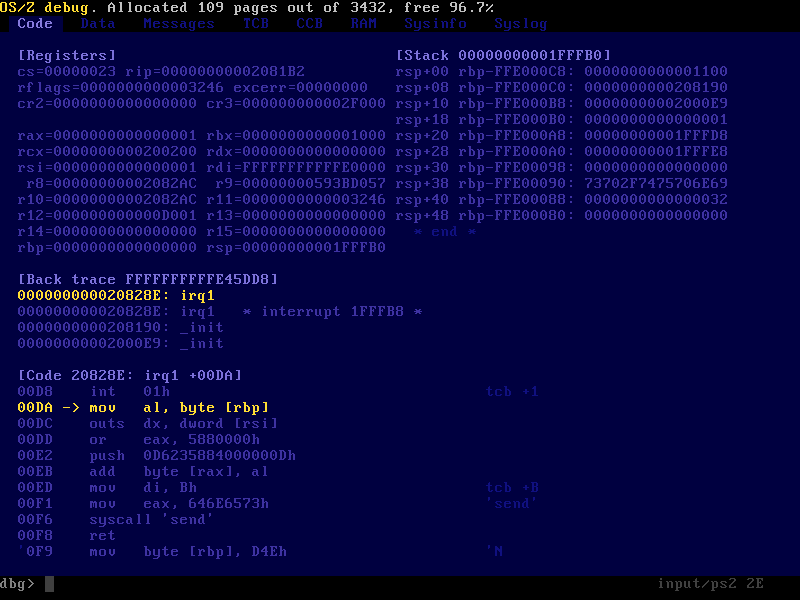 OS/Z debug. Allocated 109 pages out of 3432, free 96.7%
Code Data Messages TCB CCB RAM Sysinfo Syslog
[Registers] [Stack 00000000001FFFB0]
cs=00000023 rip=00000000002081B2 rsp+00 rbp-FFE000C8: 0000000000001100
rflags=0000000000003246 excerr=00000000 rsp+08 rbp-FFE000C0: 0000000000208190
cr2=0000000000000000 cr3=000000000002F000 rsp+10 rbp-FFE000B8: 00000000002000E9
rsp+18 rbp-FFE000B0: 0000000000000001
rax=0000000000000001 rbx=0000000000001000 rsp+20 rbp-FFE000A8: 00000000001FFFD8
rcx=0000000000200200 rdx=0000000000000000 rsp+28 rbp-FFE000A0: 00000000001FFFE8
rsi=0000000000000001 rdi=FFFFFFFFFFFE0000 rsp+30 rbp-FFE00098: 0000000000000000
r8=00000000002082AC r9=00000000593BD057 rsp+38 rbp-FFE00090: 73702F7475706E69
r10=00000000002082AC r11=0000000000003246 rsp+40 rbp-FFE00088: 0000000000000032
r12=000000000000D001 r13=0000000000000000 rsp+48 rbp-FFE00080: 0000000000000000
r14=0000000000000000 r15=0000000000000000 * end *
rbp=0000000000000000 rsp=00000000001FFFB0
[Back trace FFFFFFFFFFE45DD8]
000000000020828E: irq1
000000000020828E: irq1 * interrupt 1FFFB8 *
0000000000208190: _init
00000000002000E9: _init
[Code 20828E: irq1 +00DA]
00D8 int 01h tcb +1
00DA -> mov al, byte [rbp]
00DC outs dx, dword [rsi]
00DD or eax, 5880000h
00E2 push 0D6235884000000Dh
00EB add byte [rax], al
00ED mov di, Bh tcb +B
00F1 mov eax, 646E6573h 'send'
00F6 syscall 'send'
00F8 ret
'0F9 mov byte [rbp], D4Eh 'N
dbg> input/ps2 2E